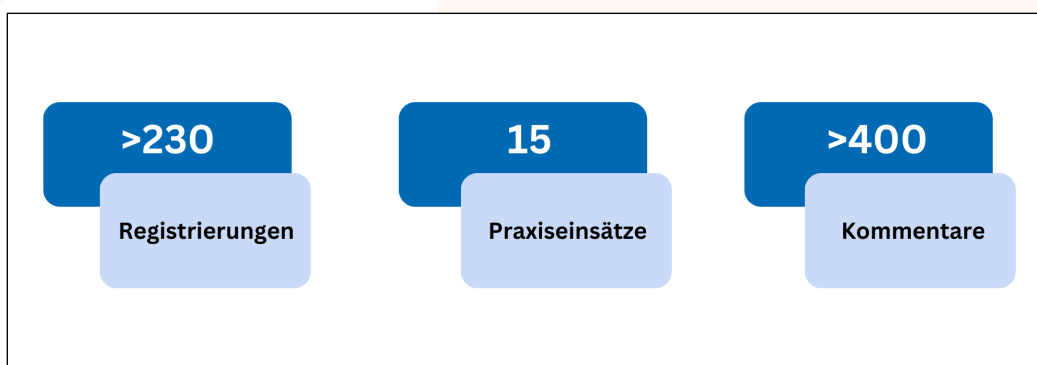 >230
Registrierungen
15
Praxiseinsätze
>400
Kommentare